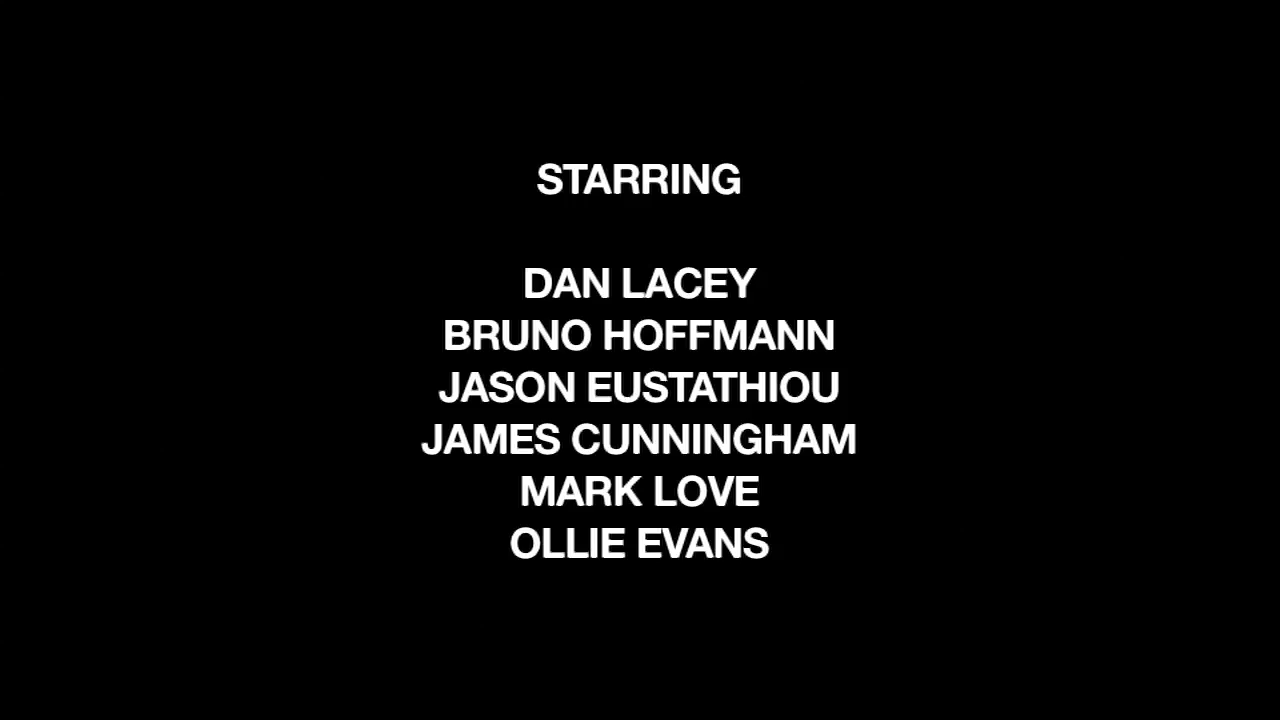 STARRING
DAN LACEY
BRUNO HOFFMANN
JASON EUSTATHIOU
JAMES CUNNINGHAM
MARK LOVE
OLLIE EVANS